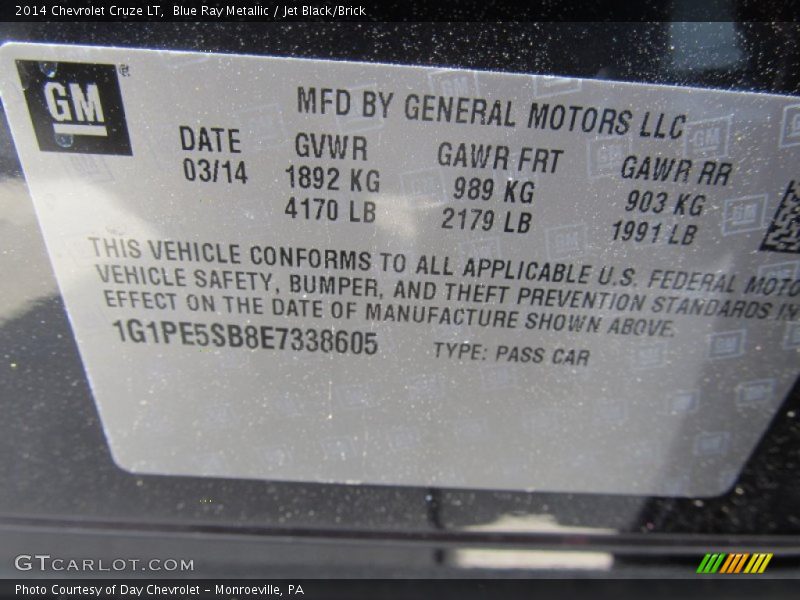 2014 Chevrolet Cruze LT, Blue Ray Metallic / Jet Black/Brick
GM
MFD BY GENERAL MOTORS LLC
DATE GVWR GAWR FRT GAWR RR
03/14 1892 KG 989 KG 903 KG
4170 LB 2179 LB 1991 LB
THIS VEHICLE CONFORMS TO ALL APPLICABLE U.S. FEDERAL MOTO
VEHICLE SAFETY, BUMPER, AND THEFT PREVENTION STANDARDS IN
EFFECT ON THE DATE OF MANUFACTURE SHOWN ABOVE.
1G1PE5SB8E7338605 TYPE: PASS CAR
GTCARLOT.COM
Photo Courtesy of Day Chevrolet - Monroeville, PA